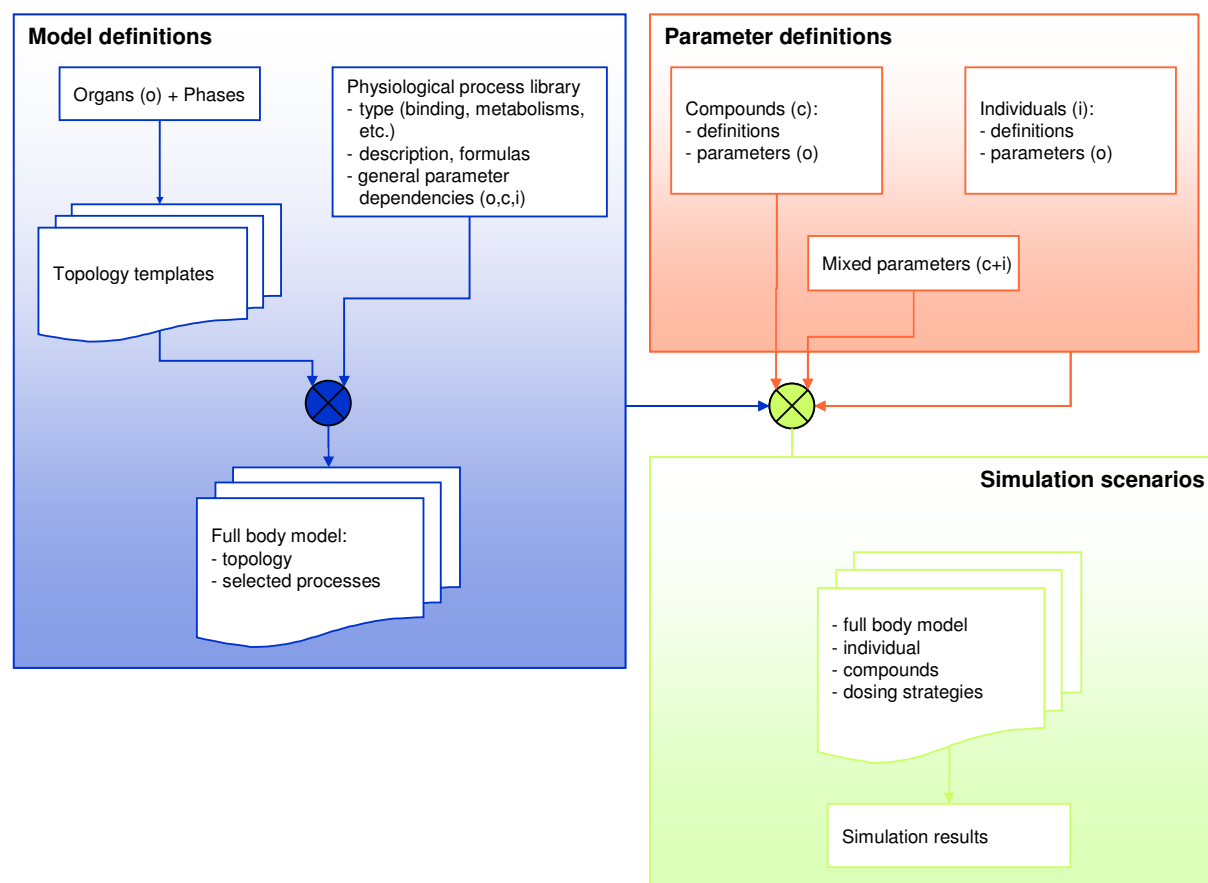 Model definitions
Organs (o) + Phases
Physiological process library
- type (binding, metabolisms,
etc.)
- description, formulas
- general parameter
dependencies (o,c,i)
Topology templates
Full body model:
- topology
- selected processes
Parameter definitions
Compounds (c):
- definitions
- parameters (o)
Individuals (i):
- definitions
- parameters (o)
Mixed parameters (c+i)
Simulation scenarios
- full body model
- individual
- compounds
- dosing strategies
Simulation results